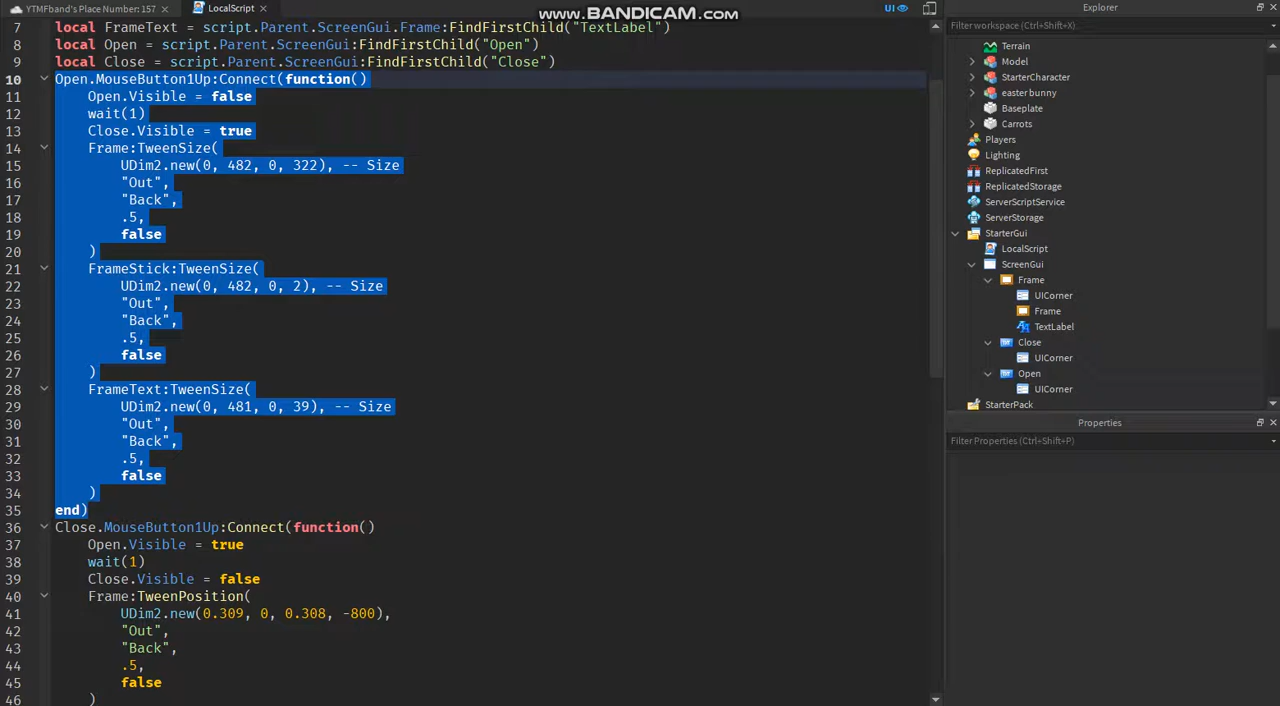 YTMFband's Place Number: 157 ×
LocalScript ×
www.BANDICAM.com
UI
Explorer
7 local FrameText = script.Parent.ScreenGui.Frame:FindFirstChild("TextLabel")
8 local Open = script.Parent.ScreenGui:FindFirstChild("Open")
9 local Close = script.Parent.ScreenGui:FindFirstChild("Close")
10 Open.MouseButton1Up:Connect(function()
11 Open.Visible = false
12 wait(1)
13 Close.Visible = true
14 Frame:TweenSize(
15 UDim2.new(0, 482, 0, 322), -- Size
16 "Out",
17 "Back",
18 .5,
19 false
20 )
21 FrameStick:TweenSize(
22 UDim2.new(0, 482, 0, 2), -- Size
23 "Out",
24 "Back",
25 .5,
26 false
27 )
28 FrameText:TweenSize(
29 UDim2.new(0, 481, 0, 39), -- Size
30 "Out",
31 "Back",
32 .5,
33 false
34 )
35 end)
36 Close.MouseButton1Up:Connect(function()
37 Open.Visible = true
38 wait(1)
39 Close.Visible = false
40 Frame:TweenPosition(
41 UDim2.new(0.309, 0, 0.308, -800),
42 "Out",
43 "Back",
44 .5,
45 false
46 )
Filter workspace (Ctrl+Shift+X)
Terrain
Model
StarterCharacter
easter bunny
Baseplate
Carrots
Players
Lighting
ReplicatedFirst
ReplicatedStorage
ServerScriptService
ServerStorage
StarterGui
LocalScript
ScreenGui
Frame
UICorner
Frame
TextLabel
Close
UICorner
Open
UICorner
StarterPack
Properties
Filter Properties (Ctrl+Shift+P)